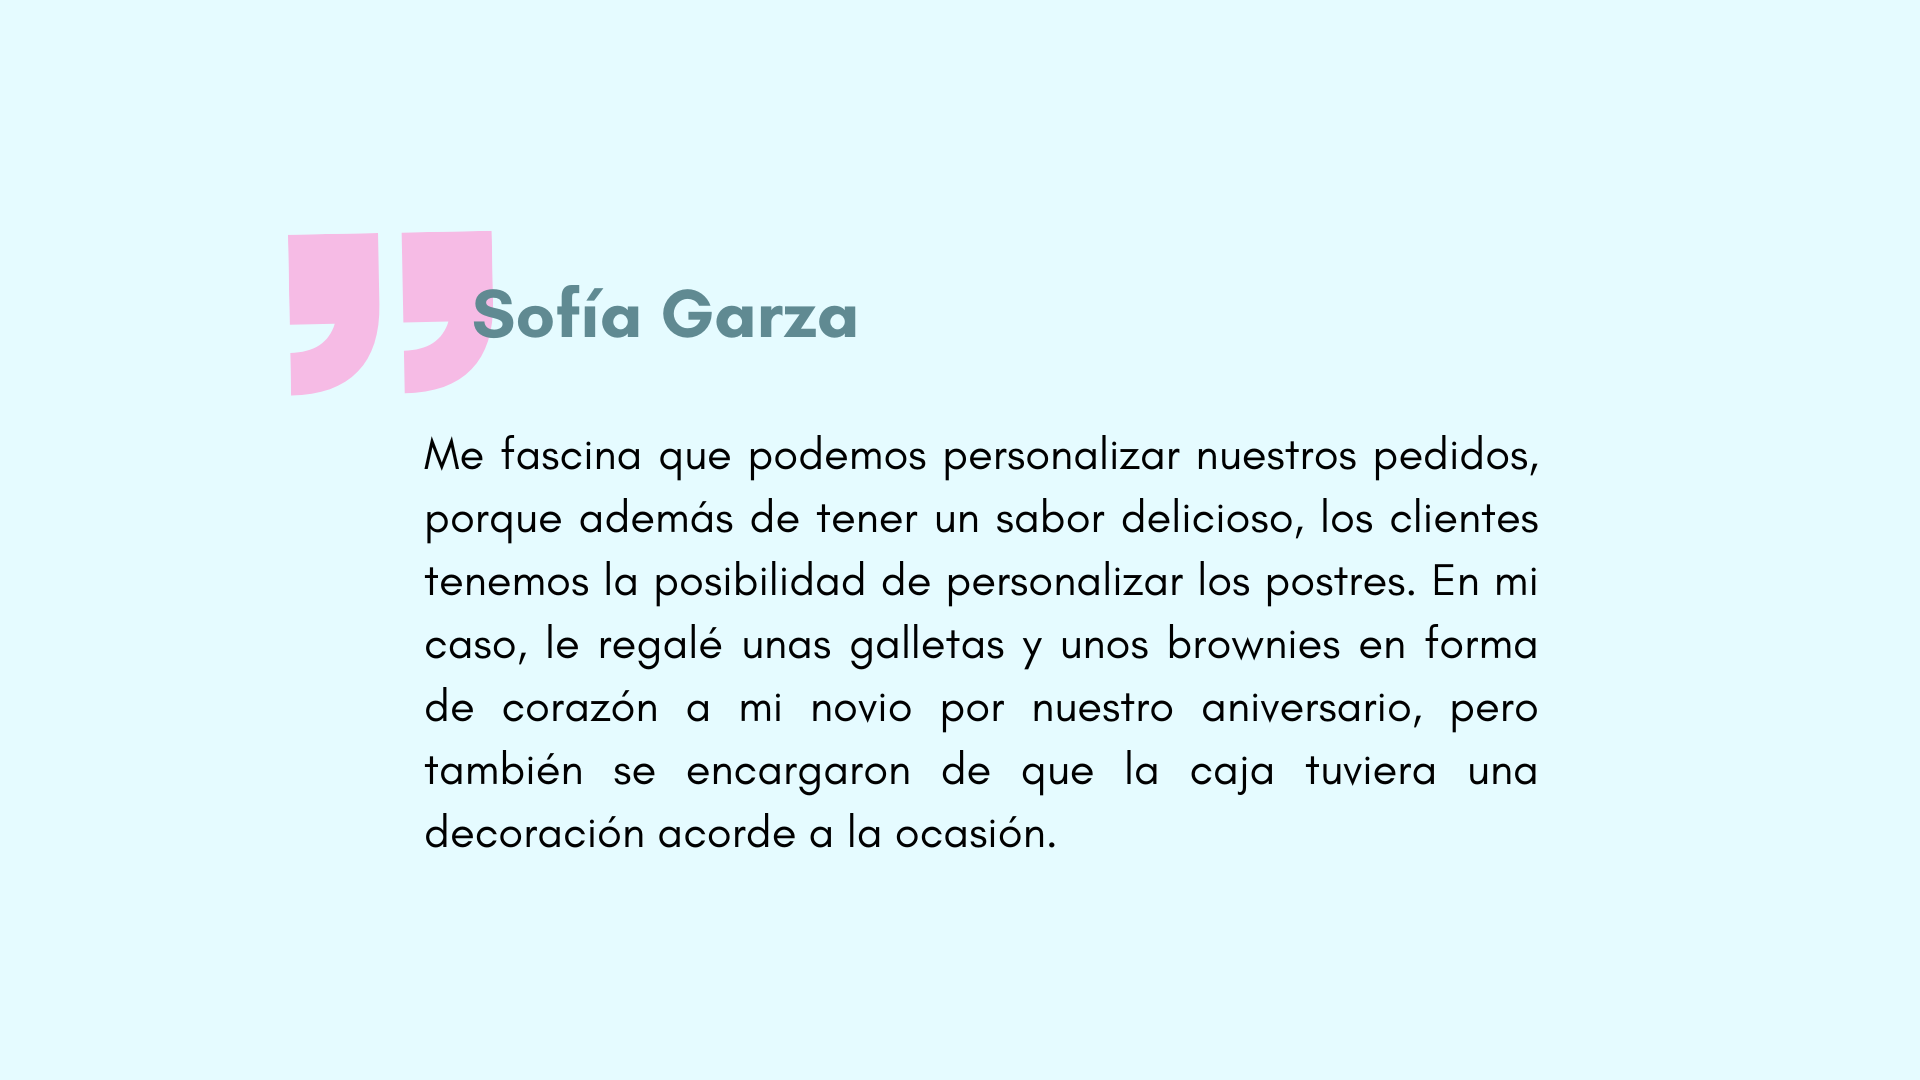 Sofía Garza
Me fascina que podemos personalizar nuestros pedidos,
porque además de tener un sabor delicioso, los clientes
tenemos la posibilidad de personalizar los postres. En mi
caso, le regalé unas galletas y unos brownies en forma
de corazón a mi novio por nuestro aniversario, pero
también se encargaron de que la caja tuviera una
decoración acorde a la ocasión.